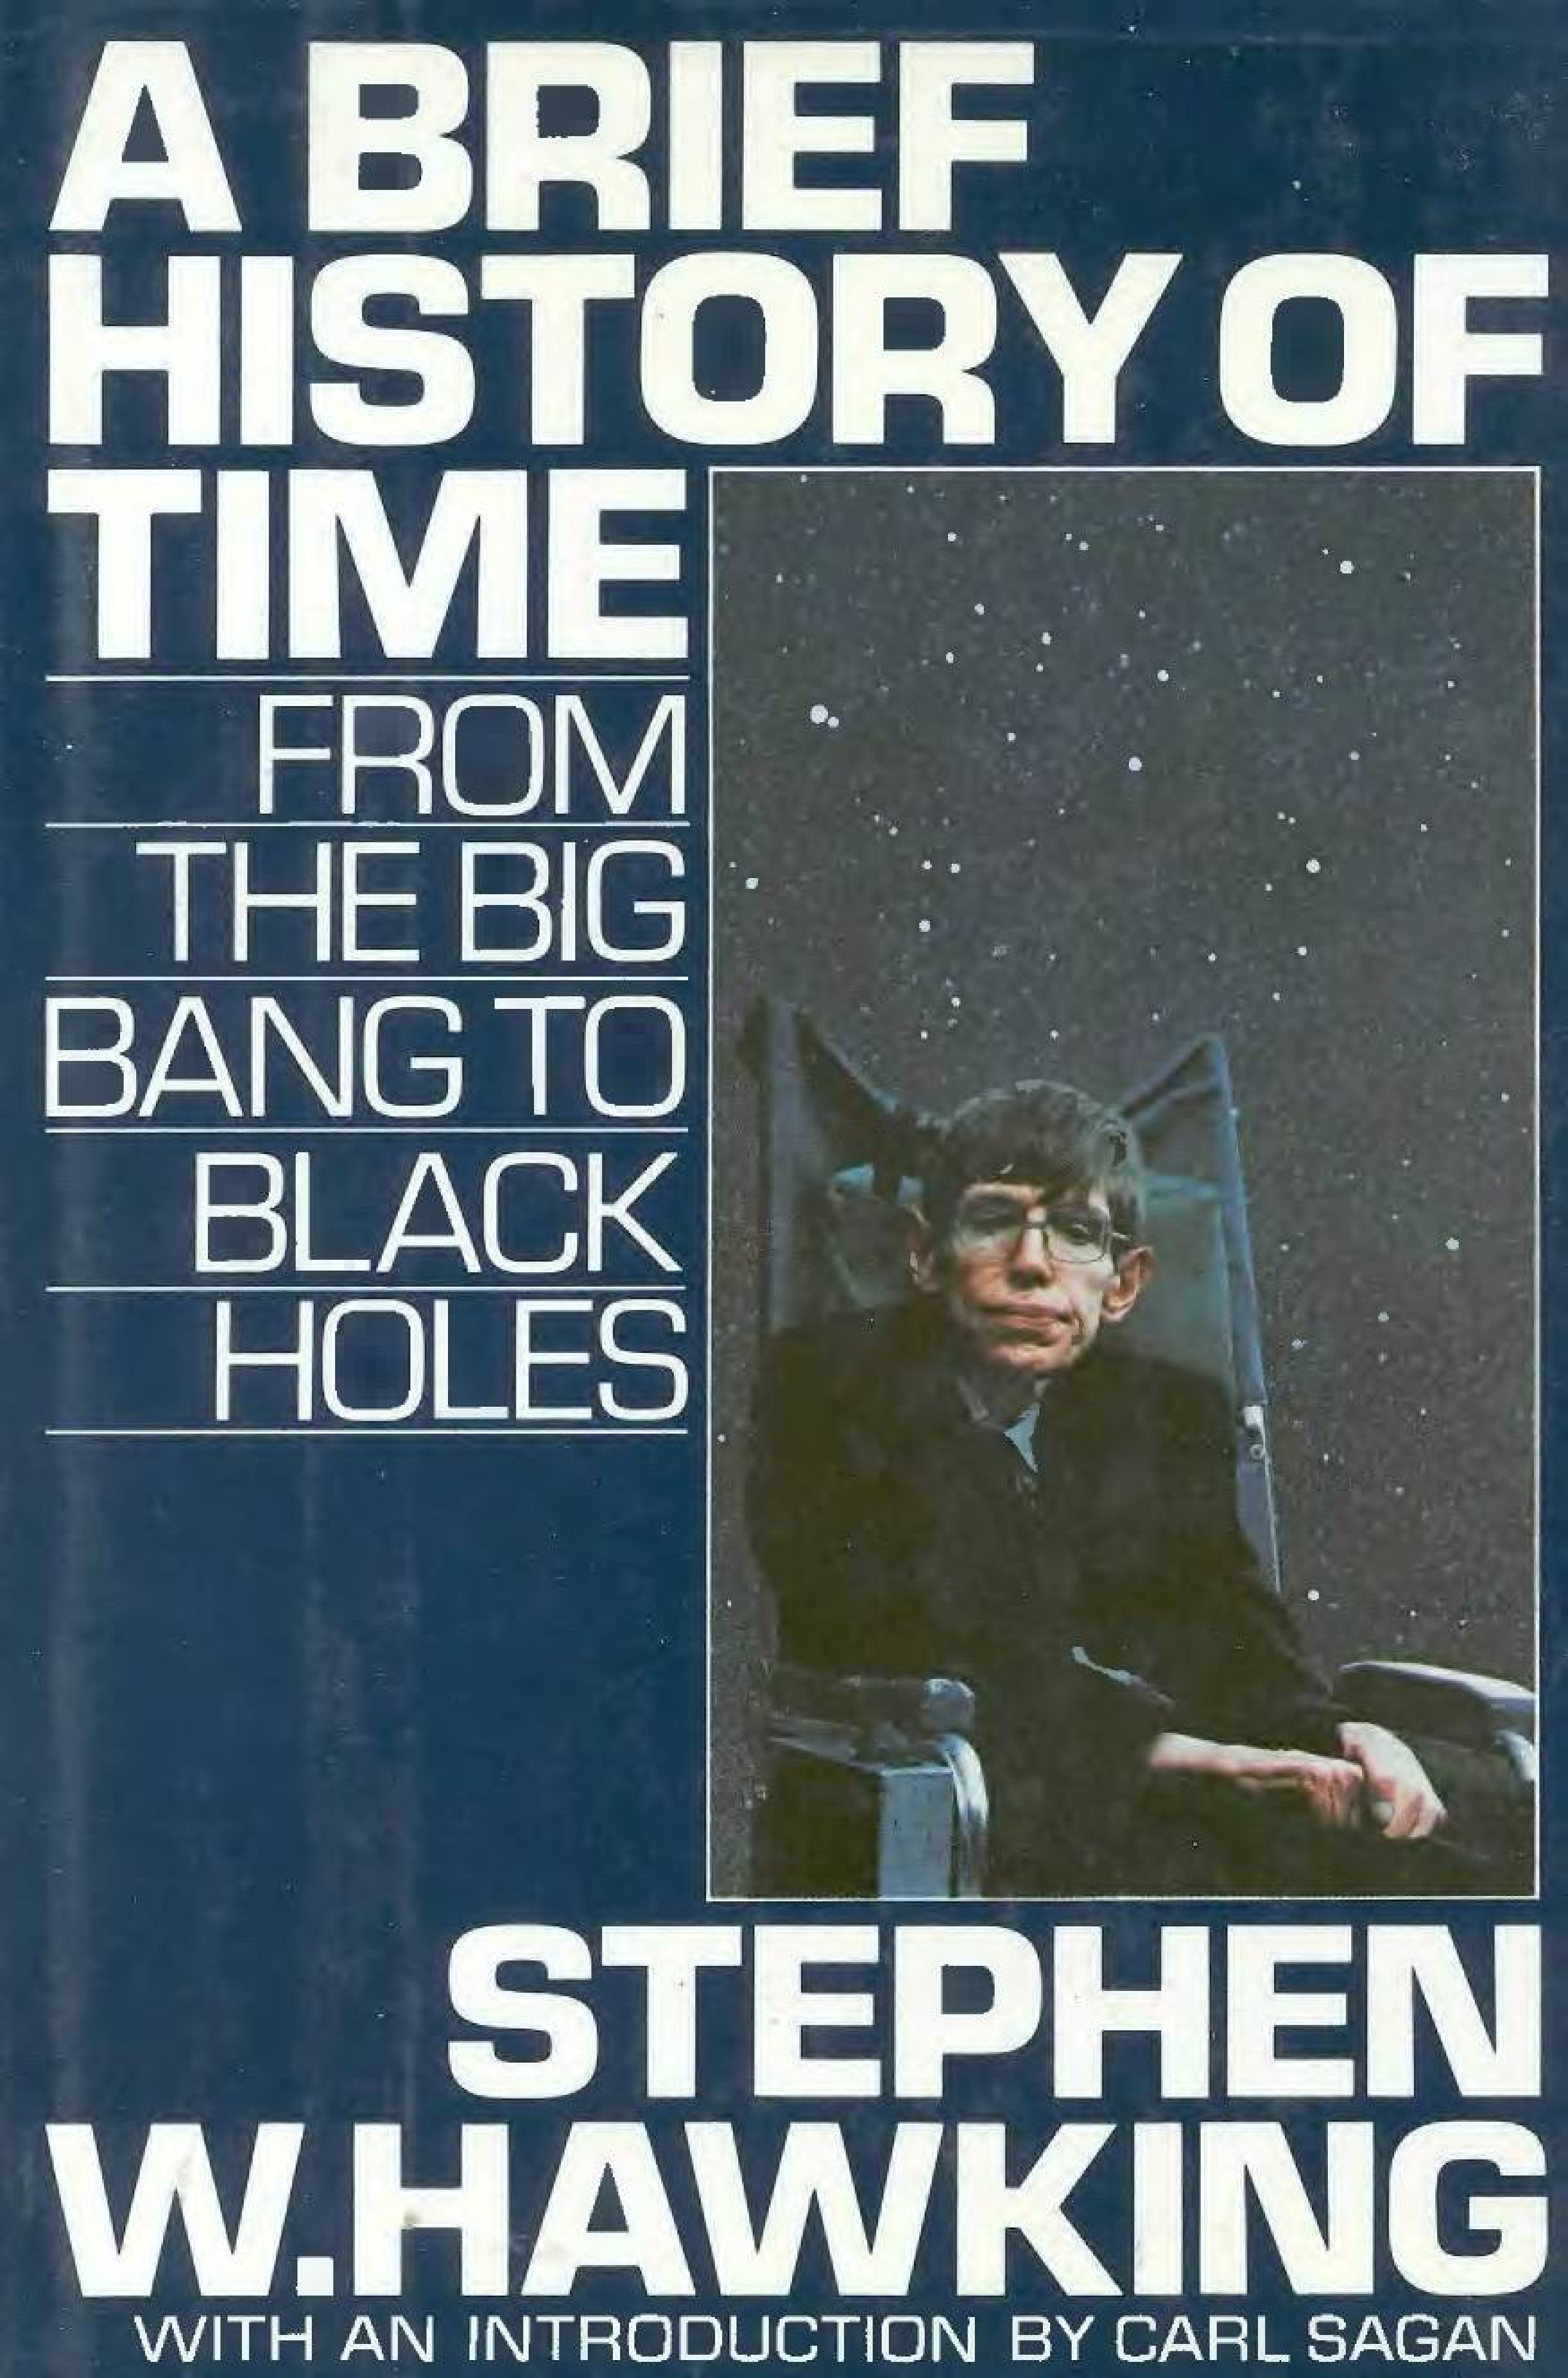 A BRIEF
HISTORY OF
TIME
FROM
THE BIG
BANG TO
BLACK
HOLES
STEPHEN
W. HAWKING
WITH AN INTRODUCTION BY CARL SAGAN